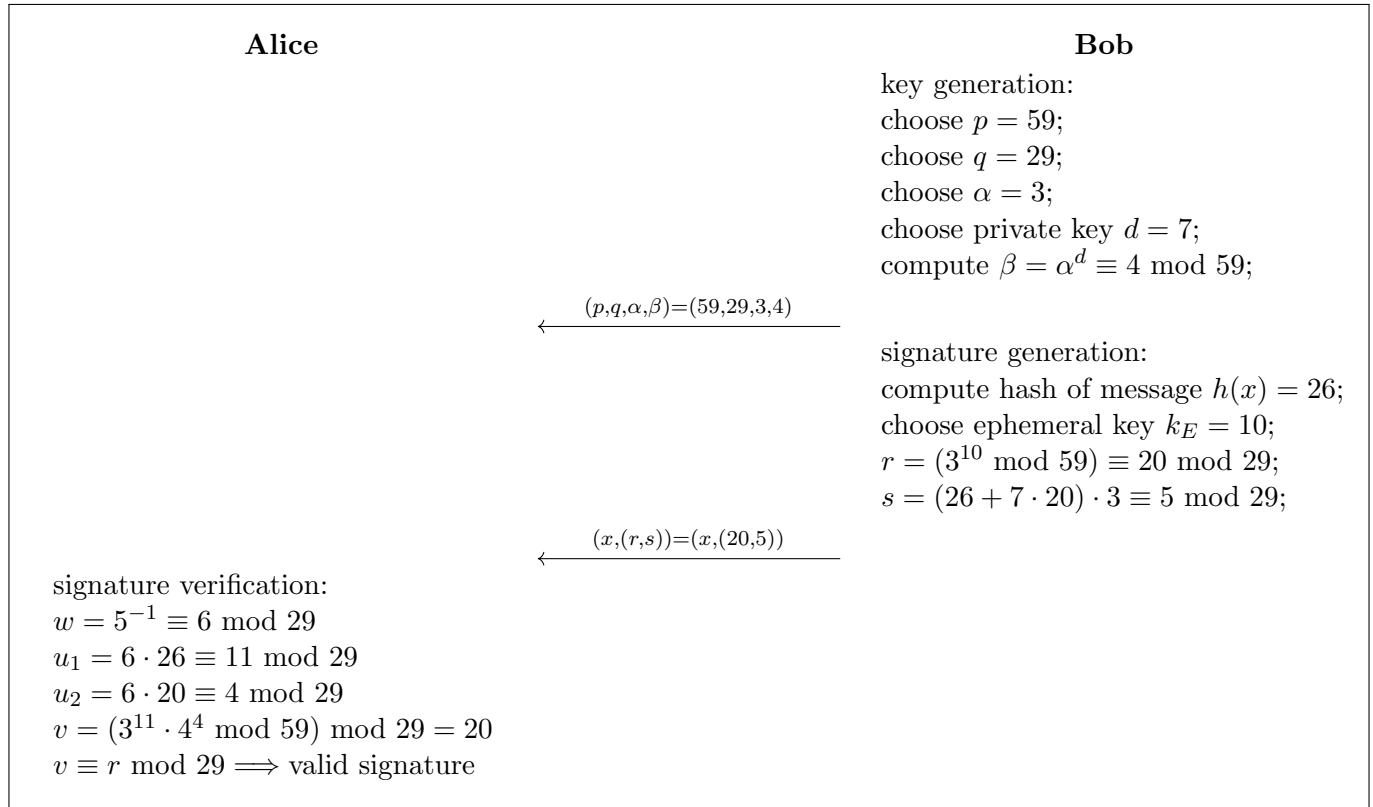 Alice Bob
key generation:
choose p = 59;
choose q = 29;
choose α = 3;
choose private key d = 7;
compute β = α^d ≡ 4 mod 59;
(p,q,α,β)=(59,29,3,4)
signature generation:
compute hash of message h(x) = 26;
choose ephemeral key k_E = 10;
r = (3^10 mod 59) ≡ 20 mod 29;
s = (26 + 7 · 20) · 3 ≡ 5 mod 29;
(x,(r,s))=(x,(20,5))
signature verification:
w = 5^−1 ≡ 6 mod 29
u_1 = 6 · 26 ≡ 11 mod 29
u_2 = 6 · 20 ≡ 4 mod 29
v = (3^11 · 4^4 mod 59) mod 29 = 20
v ≡ r mod 29 ⟹ valid signature